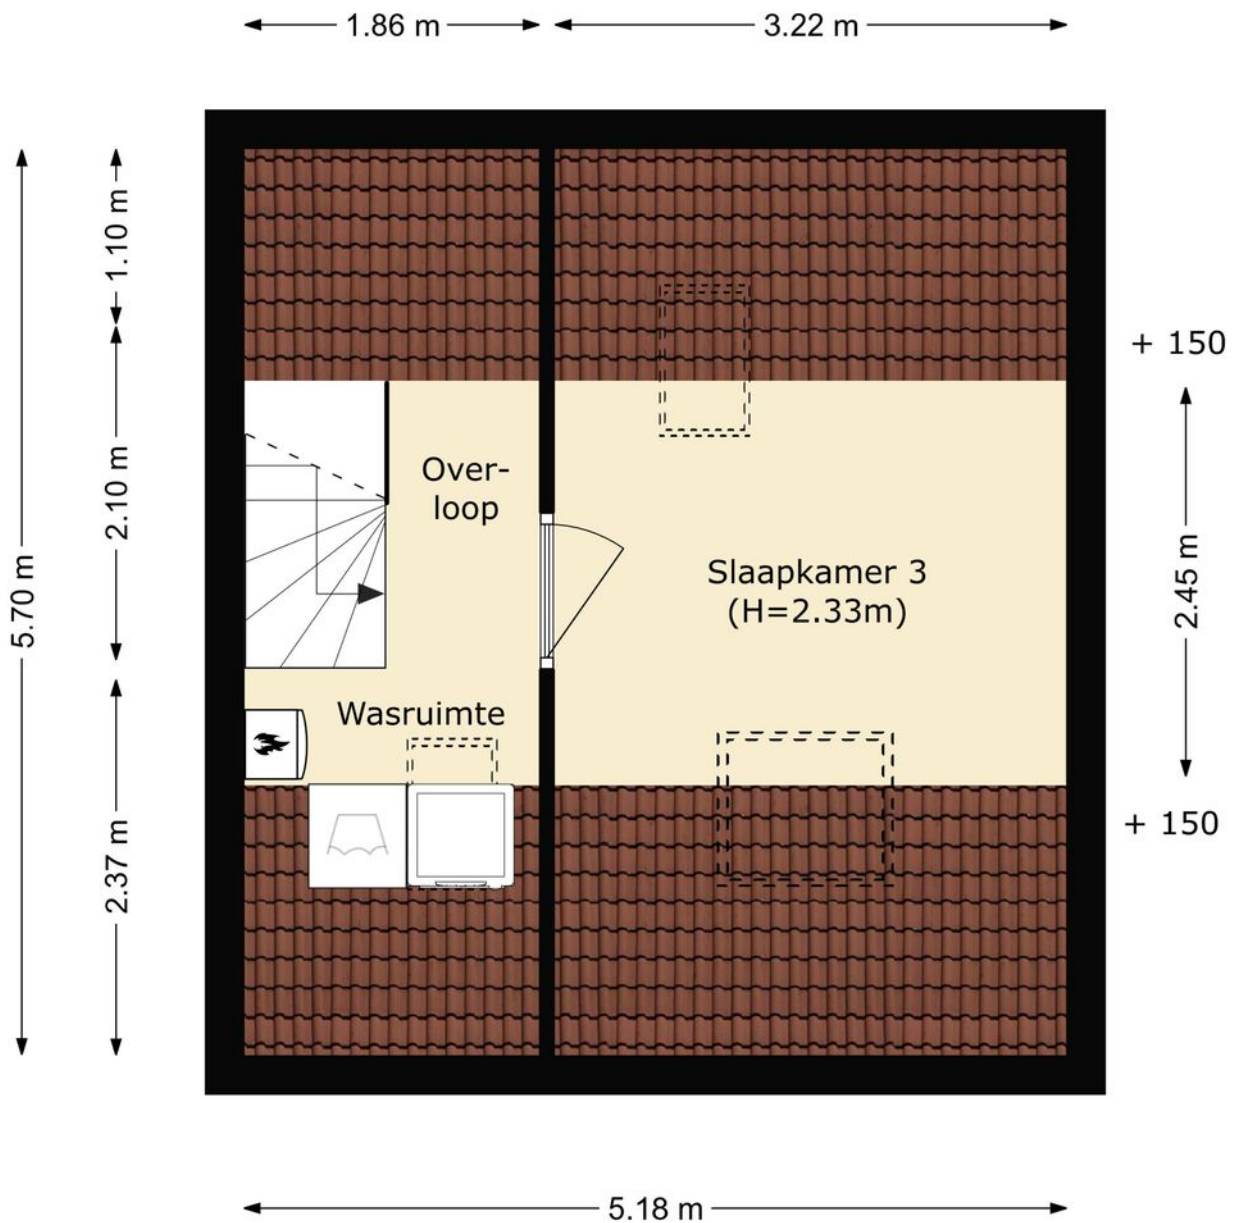 1.86 m
3.22 m
1.10 m
+ 150
2.10 m
Over-
loop
5.70 m
Slaapkamer 3
(H=2.33m)
2.45 m
Wasruimte
2.37 m
+ 150
5.18 m